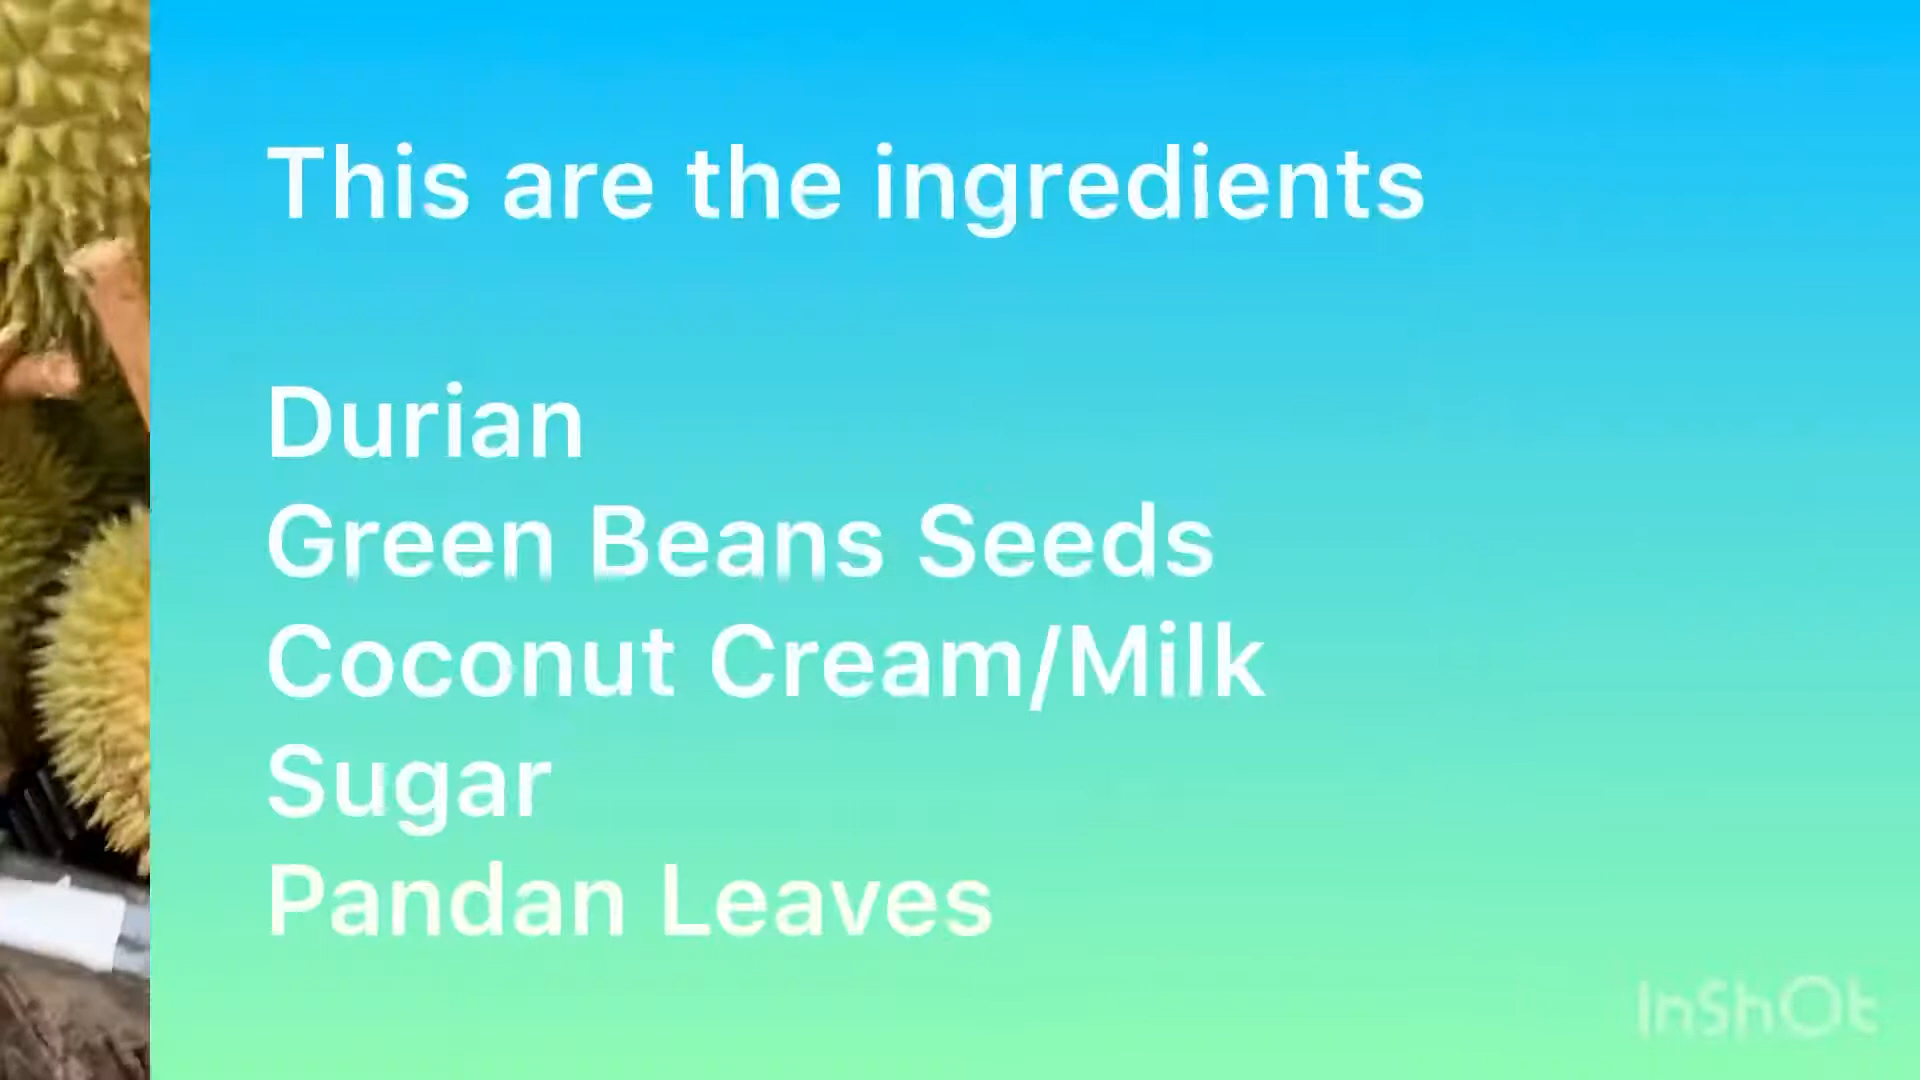 This are the ingredients
Durian
Green Beans Seeds
Coconut Cream/Milk
Sugar
Pandan Leaves
InShOt